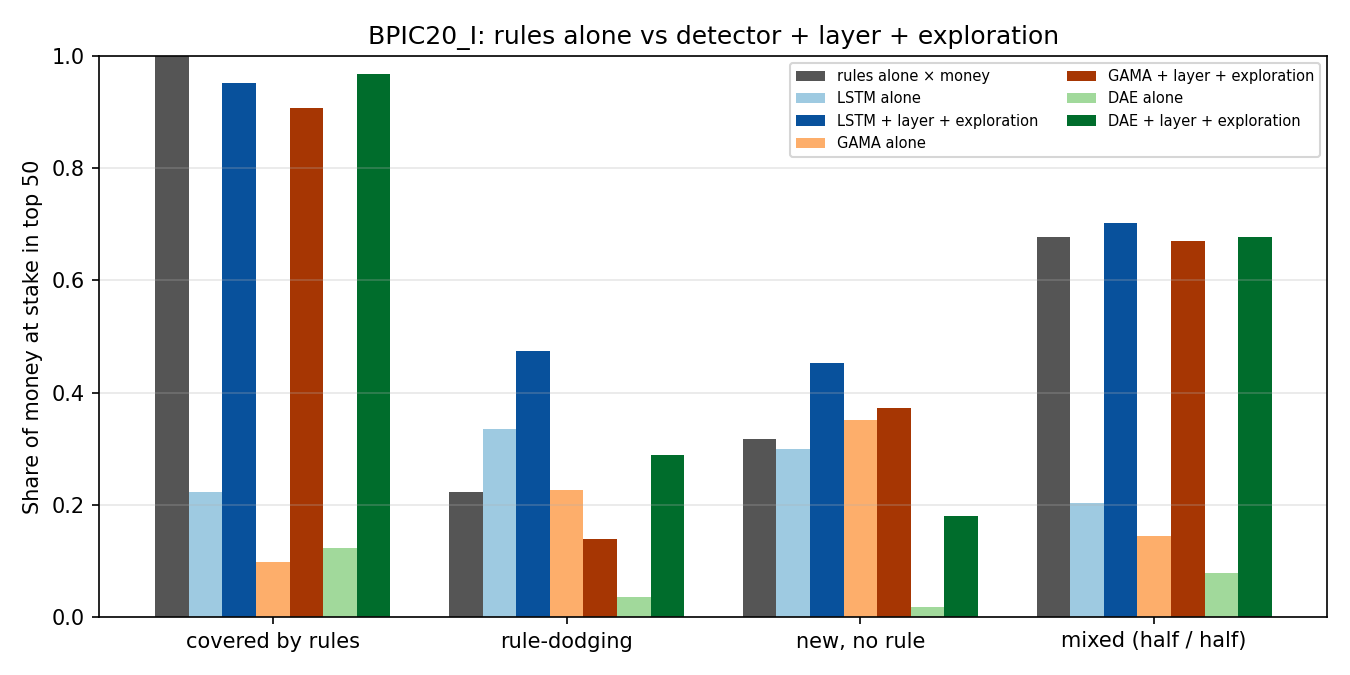 BPIC20_I: rules alone vs detector + layer + exploration
Share of money at stake in top 50
1.0
0.8
0.6
0.4
0.2
0.0
rules alone × money
LSTM alone
LSTM + layer + exploration
GAMA alone
GAMA + layer + exploration
DAE alone
DAE + layer + exploration
covered by rules
rule-dodging
new, no rule
mixed (half / half)